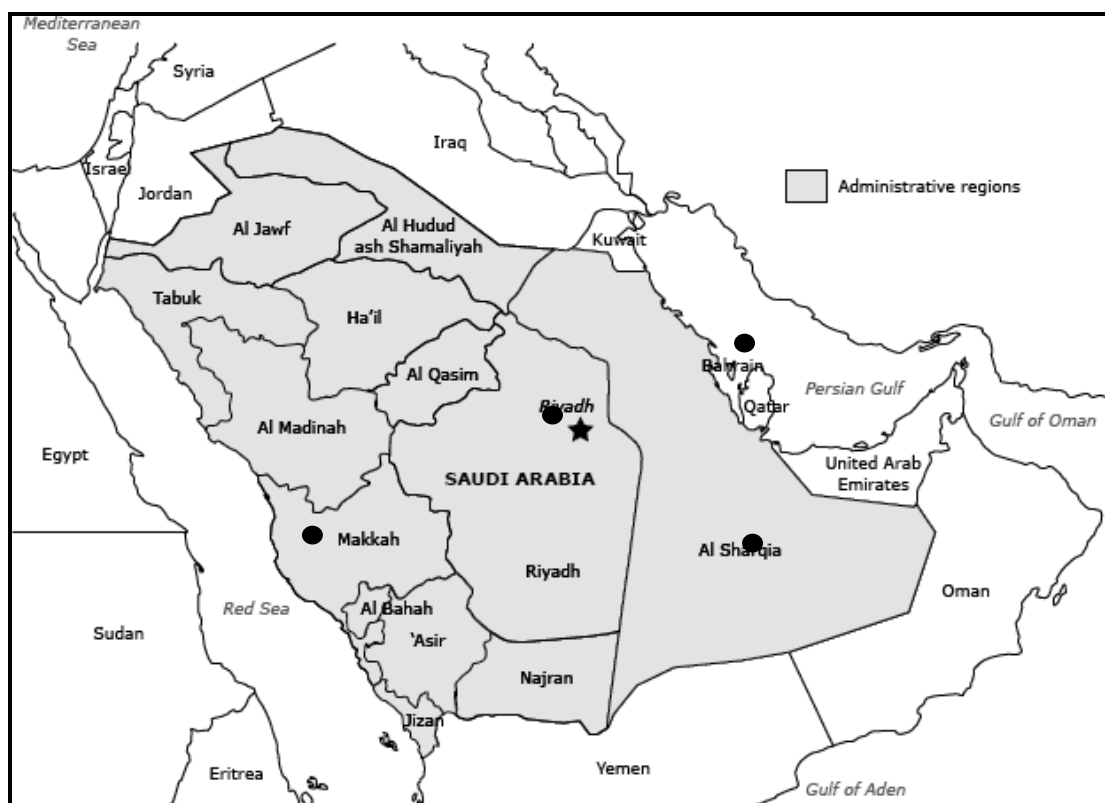 Mediterranean
Sea
Syria
Iraq
Israel
Jordan
Administrative regions
Al Jawf
Al Hudud
ash Shamaliyah
Kuwait
Tabuk
Ha'il
Bahrain
Al Qasim
Persian Gulf
Riyadh
Qatar
Gulf of Oman
Al Madinah
Egypt
SAUDI ARABIA
United Arab
Emirates
Makkah
Al Sharqia
Riyadh
Oman
Red Sea
Al Bahah
Sudan
'Asir
Najran
Jizan
Eritrea
Yemen
Gulf of Aden